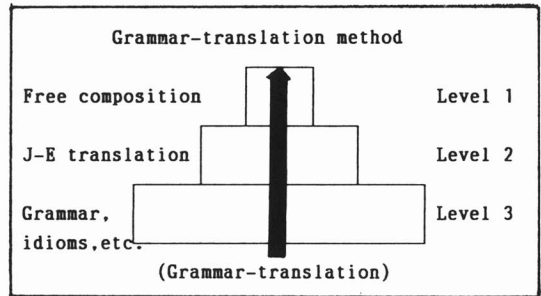 Grammar-translation method
Free composition Level 1
J-E translation Level 2
Grammar, Level 3
idioms,etc.
(Grammar-translation)